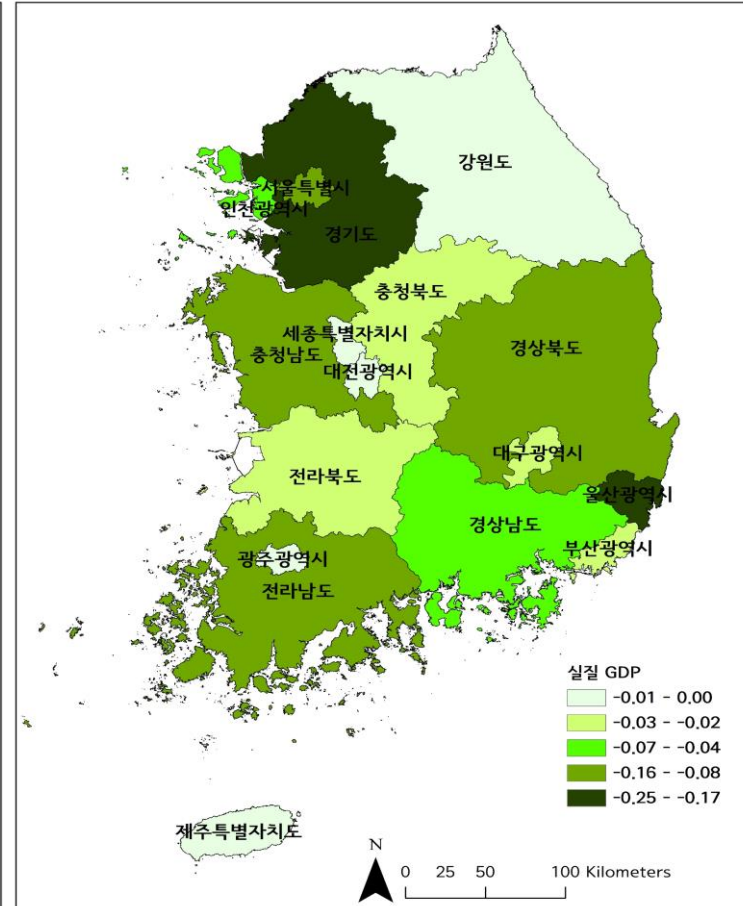 강원도
서울특별시
인천광역시
경기도
충청북도
세종특별자치시
충청남도
경상북도
대전광역시
대구광역시
전라북도
울산광역시
경상남도
부산광역시
광주광역시
전라남도
제주특별자치도
실질 GDP
-0.01 - 0.00
-0.03 - -0.02
-0.07 - -0.04
-0.16 - -0.08
-0.25 - -0.17
N
0 25 50 100 Kilometers